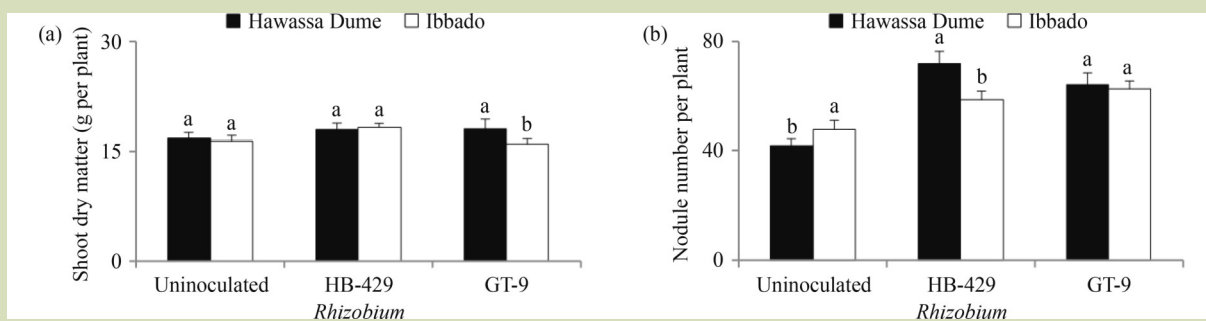 (a)
■ Hawassa Dume □ Ibbado
Shoot dry matter (g per plant)
30
15
0
a a
a a
a b
Uninoculated HB-429 GT-9
Rhizobium
(b)
■ Hawassa Dume □ Ibbado
Nodule number per plant
80
40
0
b a
a b
a a
Uninoculated HB-429 GT-9
Rhizobium